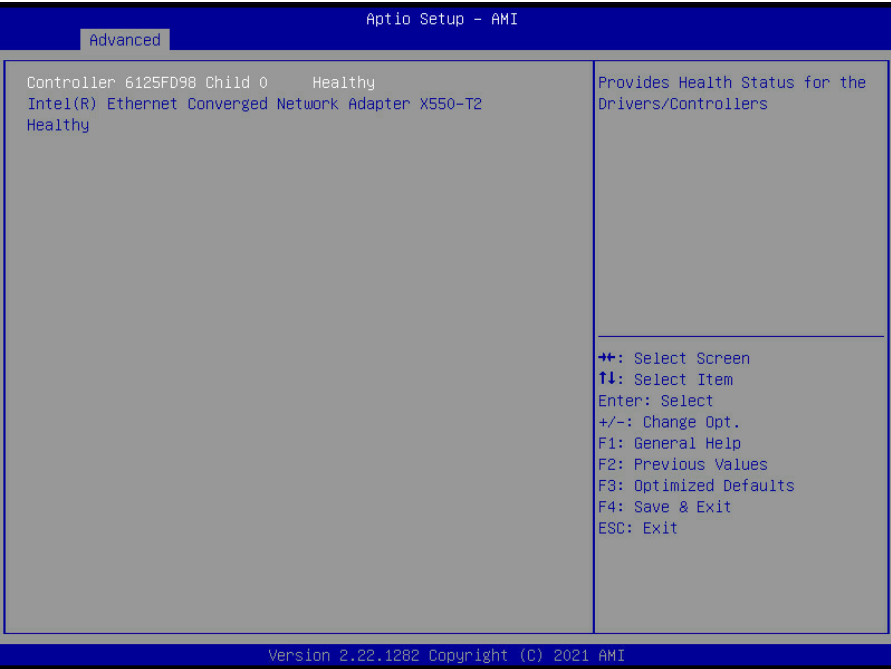 Aptio Setup – AMI
Advanced
Controller 6125FD98 Child 0 Healthy
Intel(R) Ethernet Converged Network Adapter X550–T2
Healthy
Provides Health Status for the
Drivers/Controllers
→←: Select Screen
↑↓: Select Item
Enter: Select
+/–: Change Opt.
F1: General Help
F2: Previous Values
F3: Optimized Defaults
F4: Save & Exit
ESC: Exit
Version 2.22.1282 Copyright (C) 2021 AMI